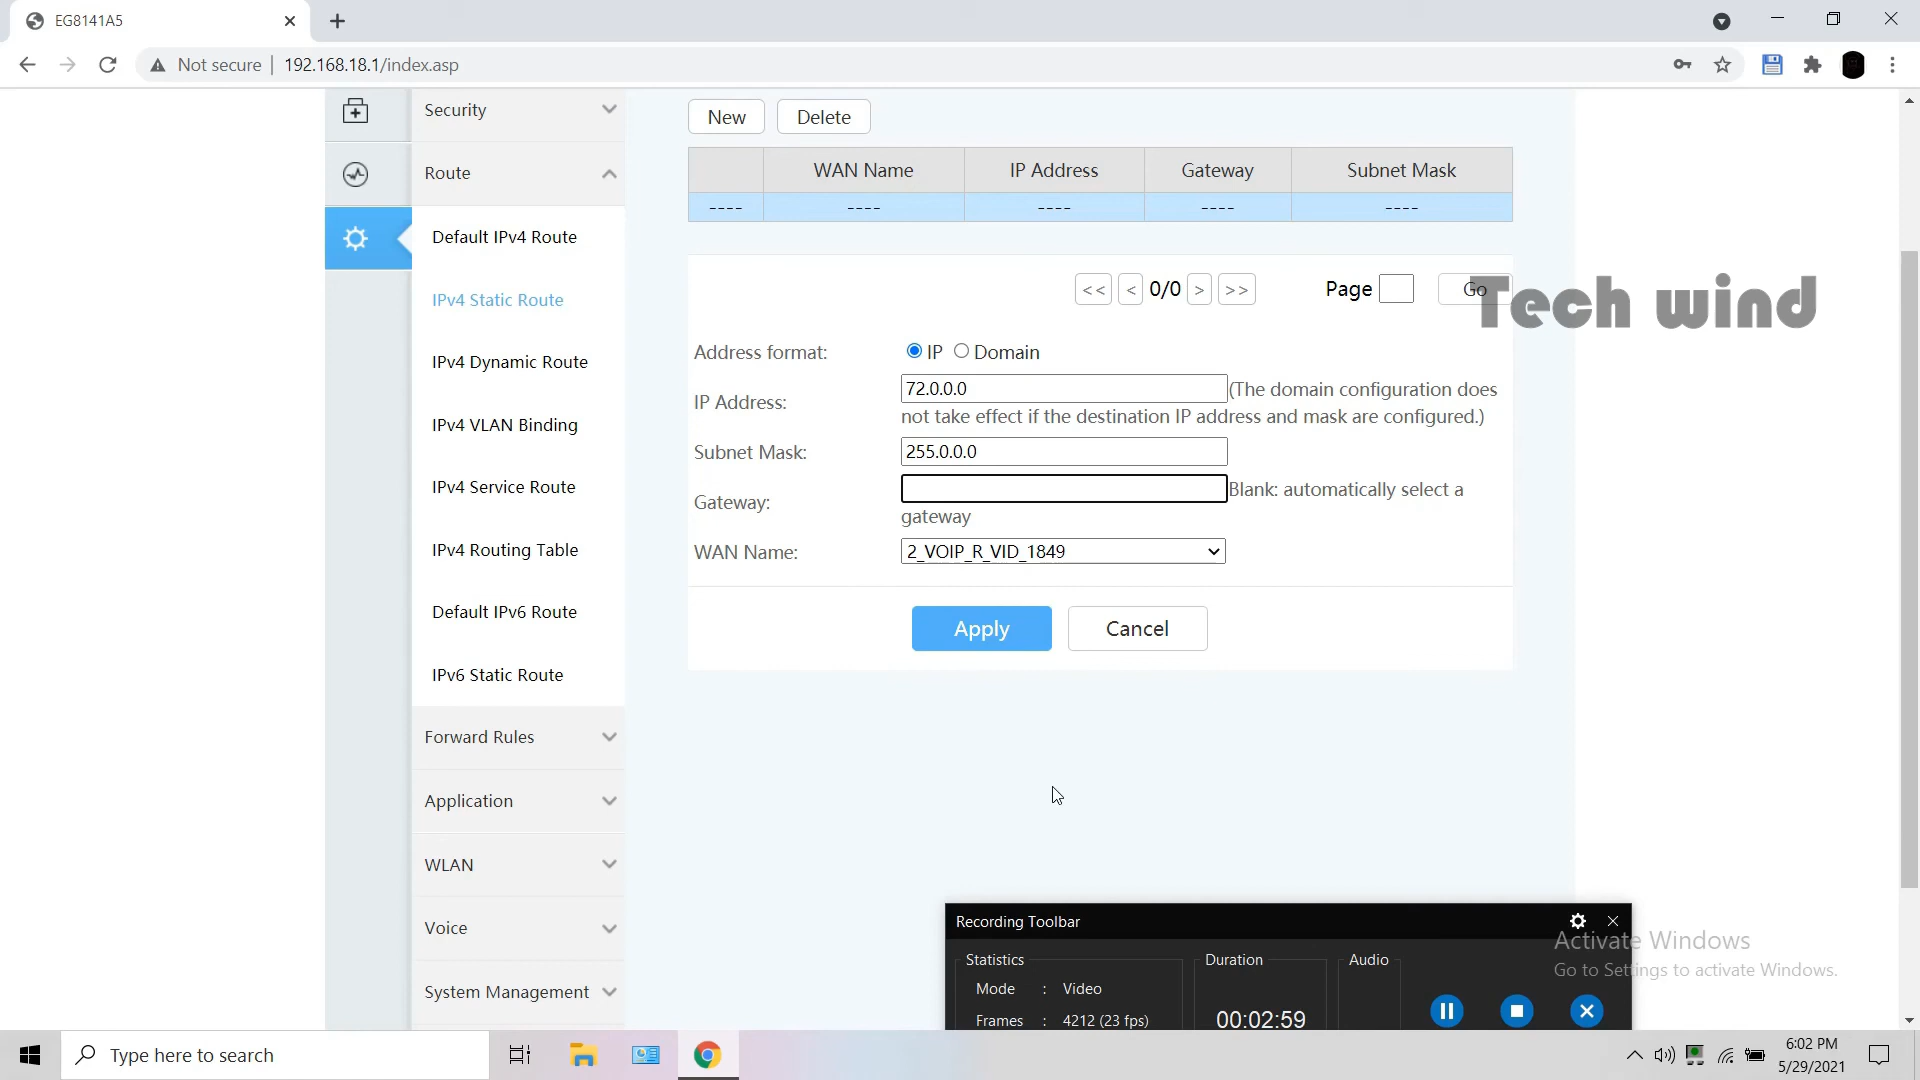 EG8141A5
Not secure | 192.168.18.1/index.asp
Security
New Delete
WAN Name IP Address Gateway Subnet Mask
---- ---- ---- ---- ----
Route
Default IPv4 Route
IPv4 Static Route
IPv4 Dynamic Route
IPv4 VLAN Binding
IPv4 Service Route
IPv4 Routing Table
Default IPv6 Route
IPv6 Static Route
Forward Rules
Application
WLAN
Voice
System Management
<< < 0/0 > >> Page Go
Tech wind
Address format: IP Domain
IP Address: 72.0.0.0 (The domain configuration does
not take effect if the destination IP address and mask are configured.)
Subnet Mask: 255.0.0.0
Gateway: Blank: automatically select a
gateway
WAN Name: 2_VOIP_R_VID_1849
Apply Cancel
Recording Toolbar
Statistics Duration Audio
Mode : Video
Frames : 4212 (23 fps) 00:02:59
Activate Windows
Go to Settings to activate Windows.
Type here to search
6:02 PM
5/29/2021